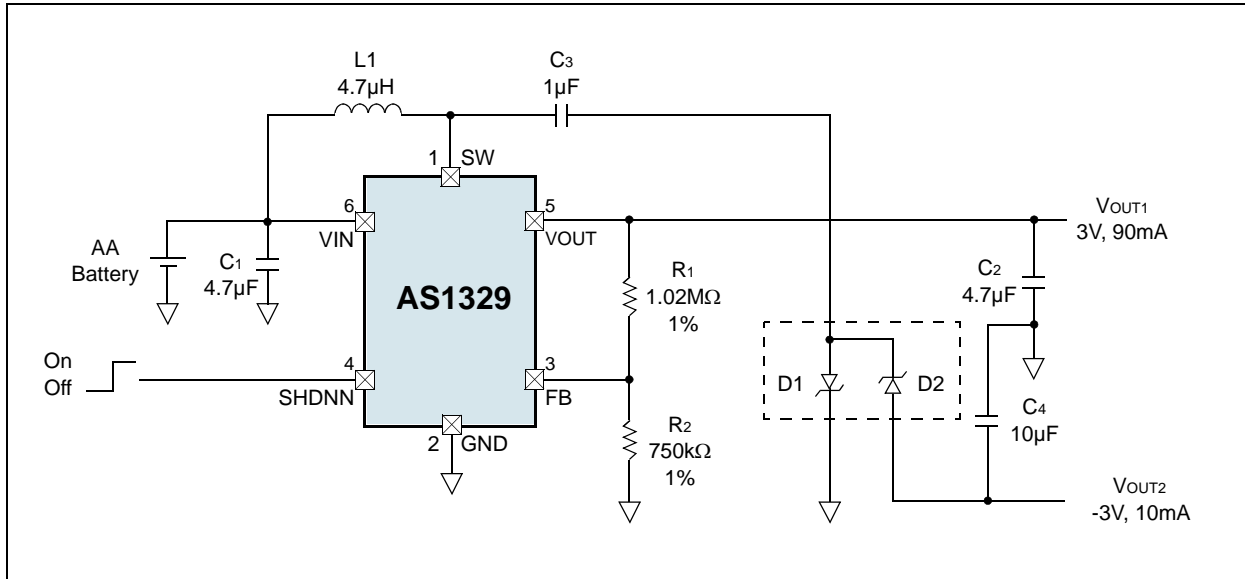 L1
4.7µH
C3
1µF
1
SW
6
VIN
5
VOUT
VOUT1
3V, 90mA
AA
Battery
C1
4.7µF
AS1329
R1
1.02MΩ
1%
C2
4.7µF
On
Off
4
SHDNN
3
FB
D1
D2
C4
10µF
2
GND
R2
750kΩ
1%
VOUT2
-3V, 10mA